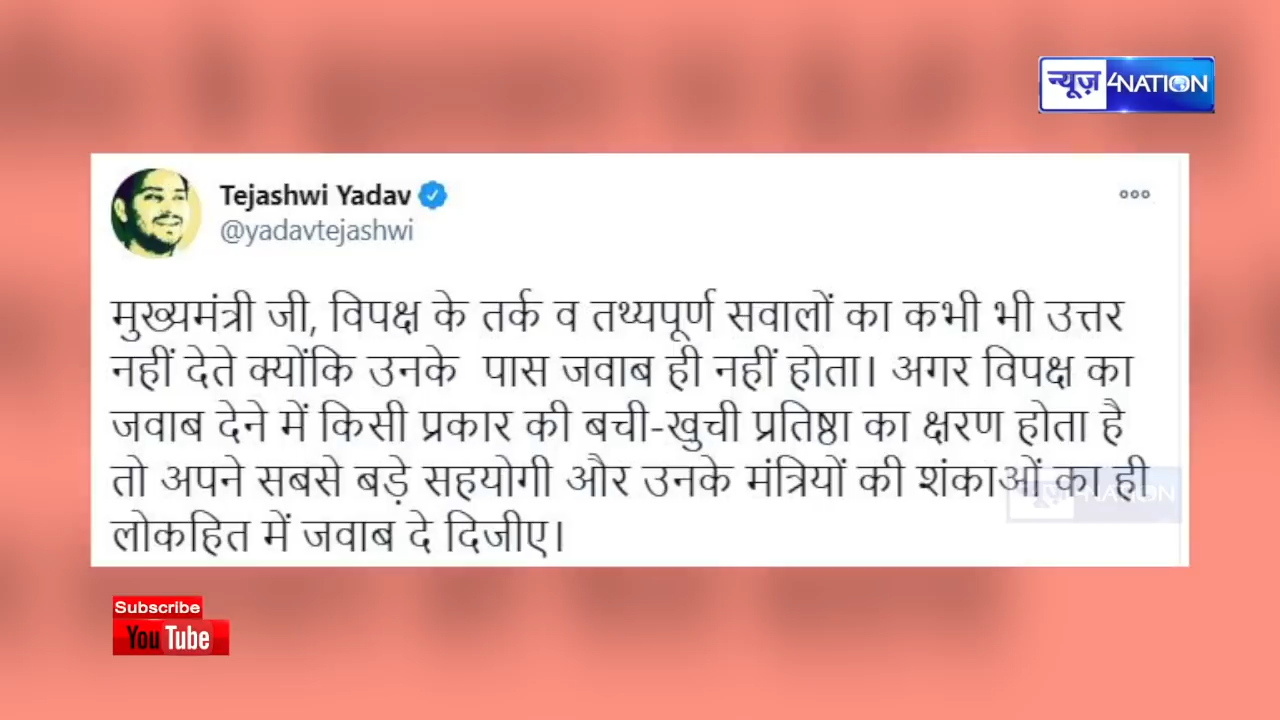 न्यूज़ 4NATION
Tejashwi Yadav
@yadavtejashwi
मुख्यमंत्री जी, विपक्ष के तर्क व तथ्यपूर्ण सवालों का कभी भी उत्तर
नहीं देते क्योंकि उनके पास जवाब ही नहीं होता। अगर विपक्ष का
जवाब देने में किसी प्रकार की बची-खुची प्रतिष्ठा का क्षरण होता है
तो अपने सबसे बड़े सहयोगी और उनके मंत्रियों की शंकाओं का ही
न्यूज़ 4NATION
लोकहित में जवाब दे दिजीए।
Subscribe
YouTube